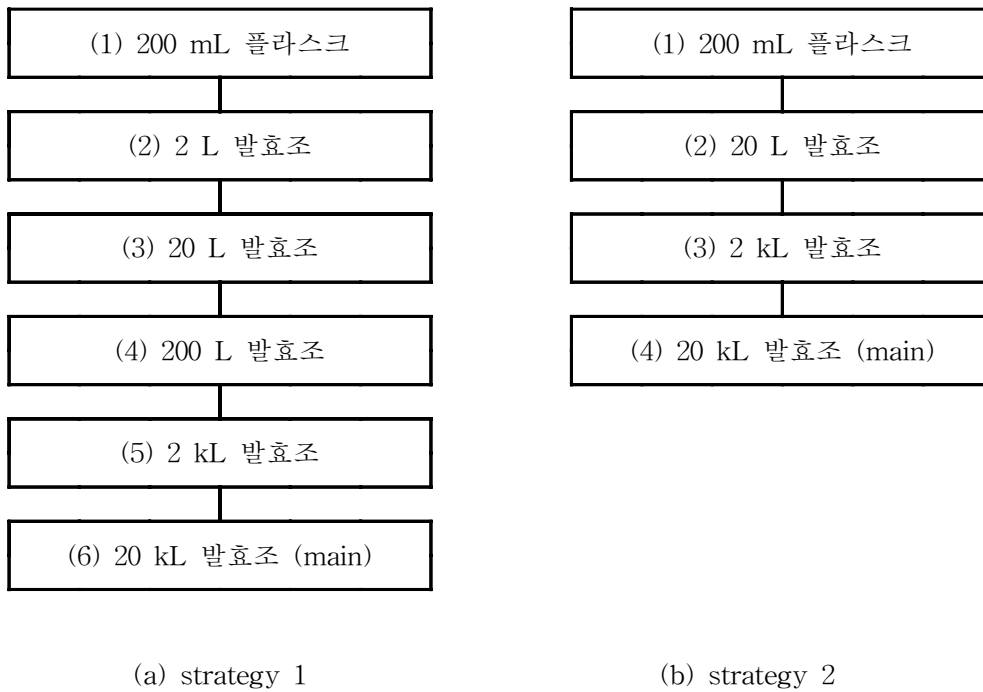 (1) 200 mL 플라스크
(2) 2 L 발효조
(3) 20 L 발효조
(4) 200 L 발효조
(5) 2 kL 발효조
(6) 20 kL 발효조 (main)
(a) strategy 1
(1) 200 mL 플라스크
(2) 20 L 발효조
(3) 2 kL 발효조
(4) 20 kL 발효조 (main)
(b) strategy 2